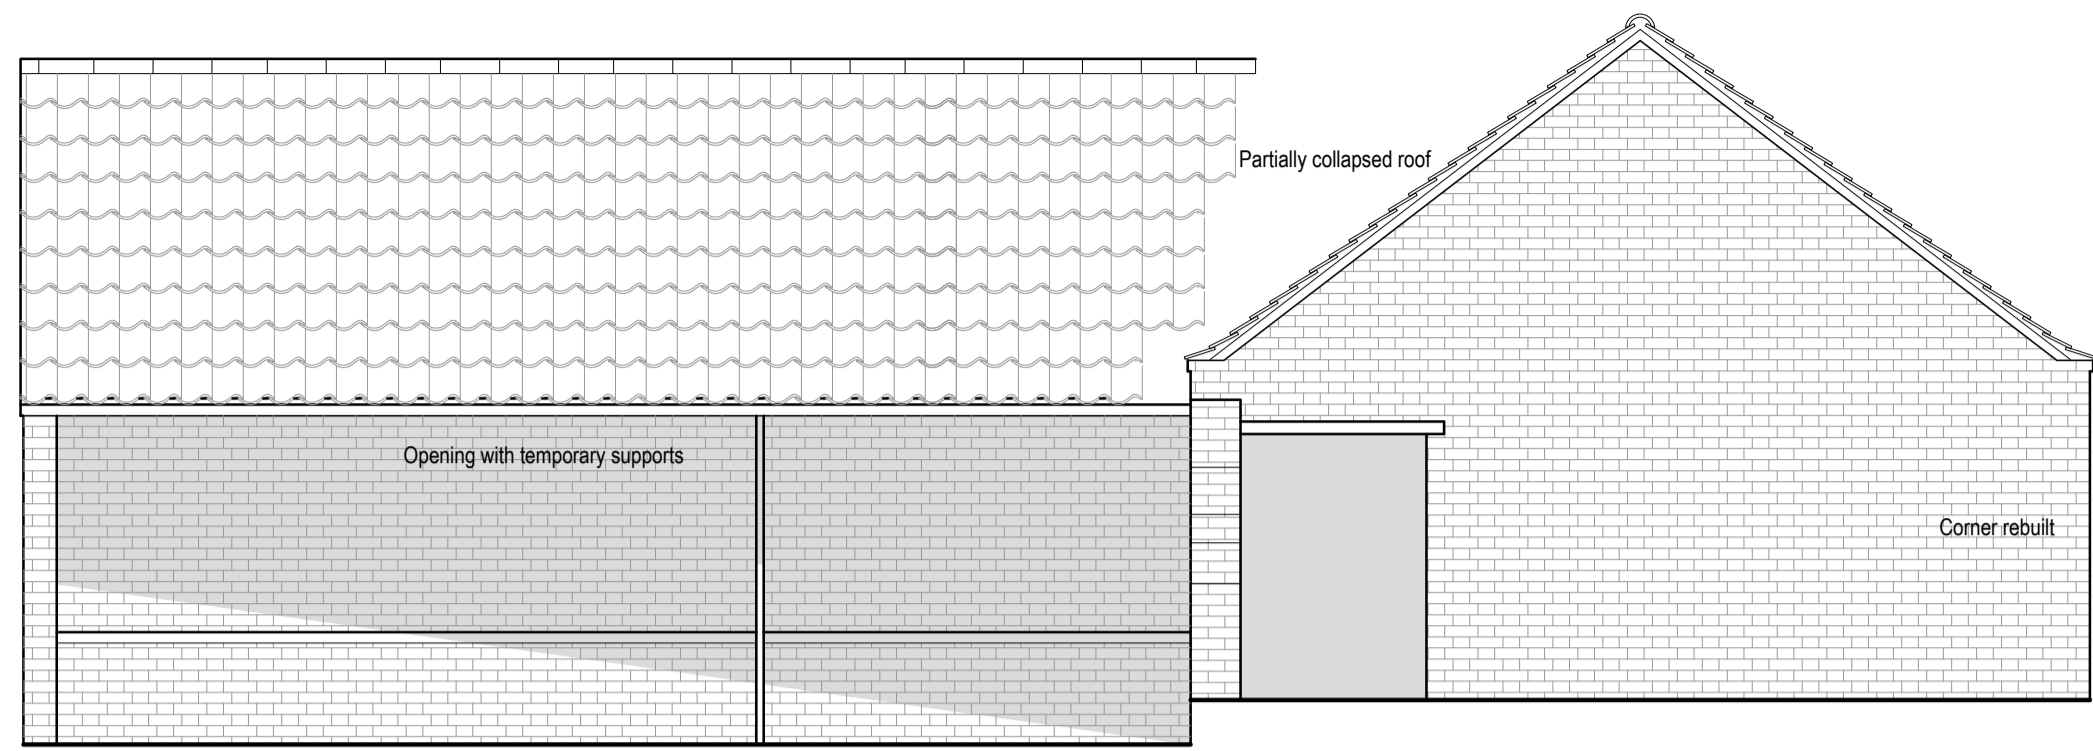 Partially collapsed roof
Opening with temporary supports
Corner rebuilt